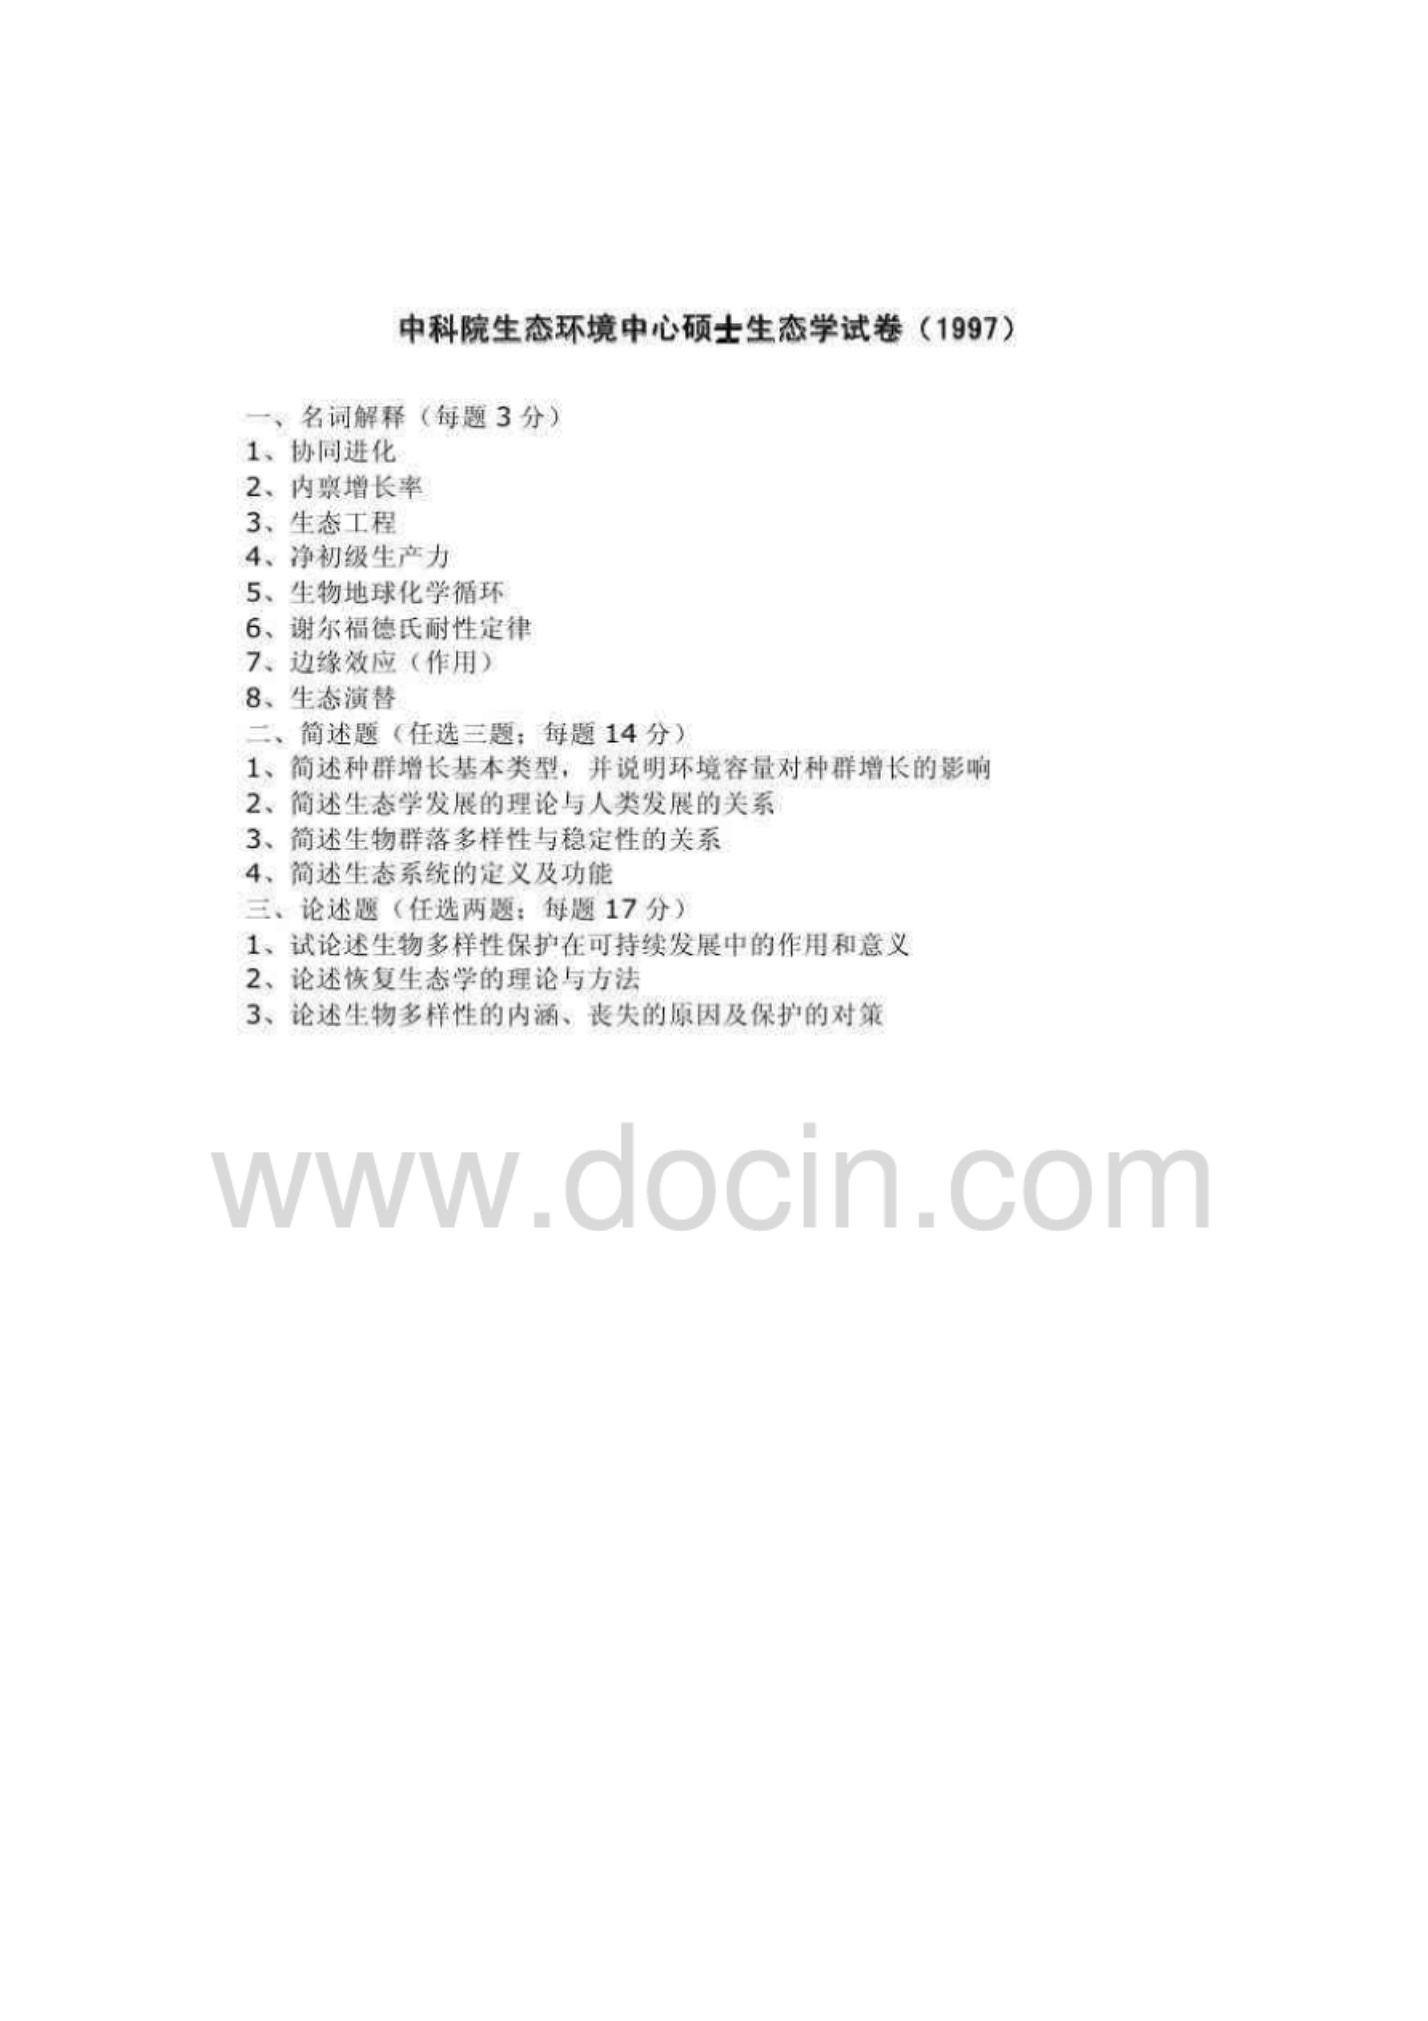 中科院生态环境中心硕士生态学试卷（1997）
一、名词解释（每题 3 分）
1、协同进化
2、内禀增长率
3、生态工程
4、净初级生产力
5、生物地球化学循环
6、谢尔福德氏耐性定律
7、边缘效应（作用）
8、生态演替
二、简述题（任选三题；每题 14 分）
1、简述种群增长基本类型，并说明环境容量对种群增长的影响
2、简述生态学发展的理论与人类发展的关系
3、简述生物群落多样性与稳定性的关系
4、简述生态系统的定义及功能
三、论述题（任选两题；每题 17 分）
1、试论述生物多样性保护在可持续发展中的作用和意义
2、论述恢复生态学的理论与方法
3、论述生物多样性的内涵、丧失的原因及保护的对策
www.docin.com